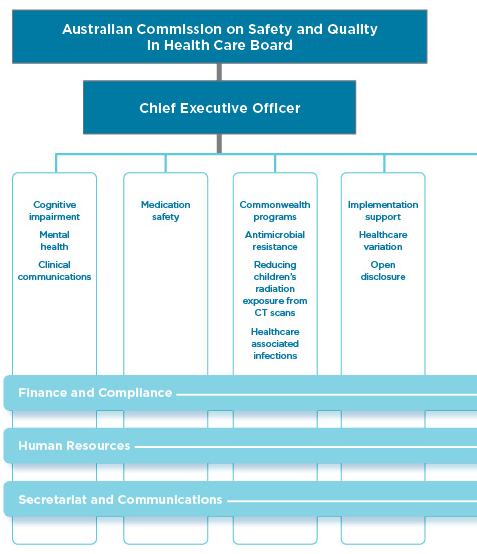 Australian Commission on Safety and Quality
in Health Care Board
Chief Executive Officer
Cognitive
impairment
Mental
health
Clinical
communications
Medication
safety
Commonwealth
programs
Antimicrobial
resistance
Reducing
children's
radiation
exposure from
CT scans
Healthcare
associated
infections
Implementation
support
Healthcare
variation
Open
disclosure
Finance and Compliance
Human Resources
Secretariat and Communications